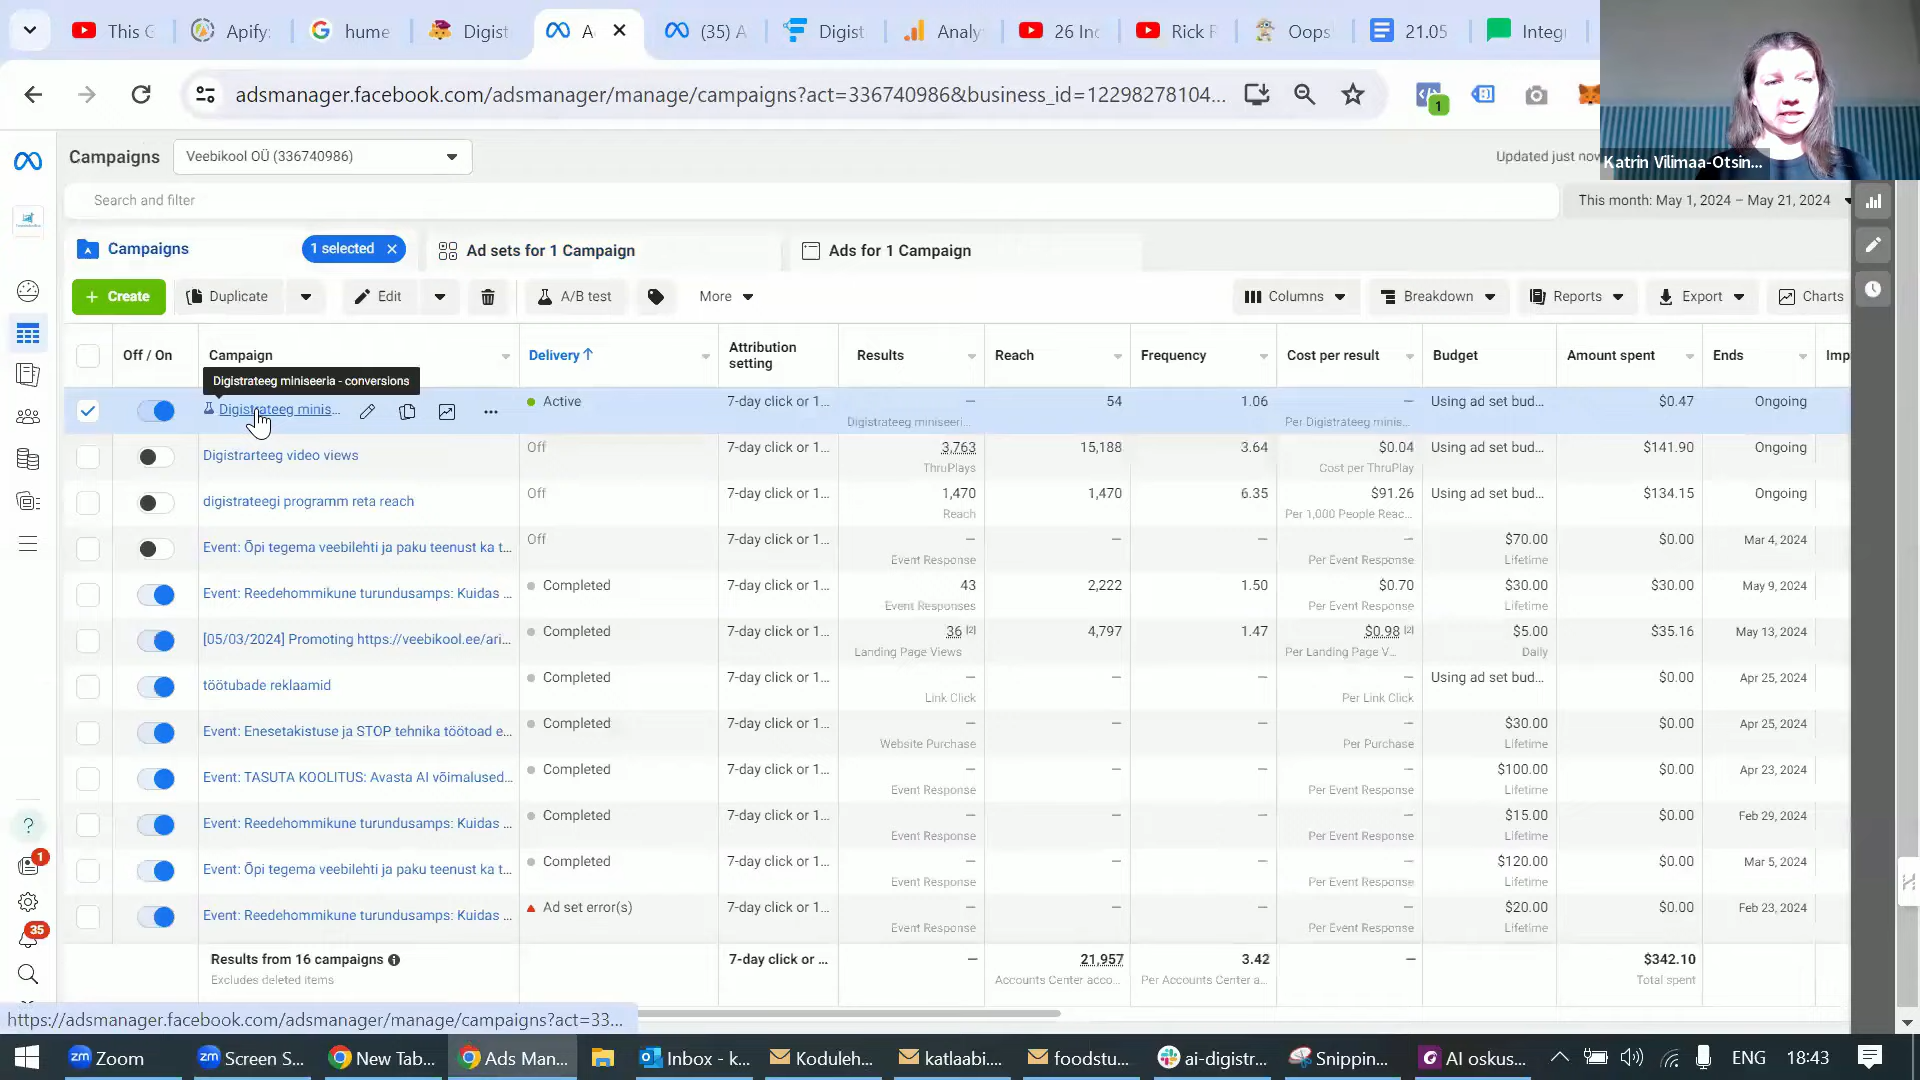 This G
Apify:
hume
Digist
A
(35) A
Digist
Analy
26 Inc
Rick R
Oops
21.05
Integ
adsmanager.facebook.com/adsmanager/manage/campaigns?act=336740986&business_id=12298278104...
1
Campaigns
Veebikool OÜ (336740986)
Updated just now
Katrin Vilimaa-Otsin...
Search and filter
This month: May 1, 2024 – May 21, 2024
Campaigns
1 selected
Ad sets for 1 Campaign
Ads for 1 Campaign
+ Create
Duplicate
Edit
A/B test
More
Columns
Breakdown
Reports
Export
Charts
Off / On
Campaign
Delivery ↑
Attribution setting
Results
Reach
Frequency
Cost per result
Budget
Amount spent
Ends
Imp
Digistrateeg miniseeria - conversions
Digistrateeg minis...
Active
7-day click or 1...
—
Digistrateeg miniseeri...
54
1.06
—
Per Digistrateeg minis...
Using ad set bud...
$0.47
Ongoing
Digistrarteeg video views
Off
7-day click or 1...
3,763
ThruPlays
15,188
3.64
$0.04
Cost per ThruPlay
Using ad set bud...
$141.90
Ongoing
digistrateegi programm reta reach
Off
7-day click or 1...
1,470
Reach
1,470
6.35
$91.26
Per 1,000 People Reac...
Using ad set bud...
$134.15
Ongoing
Event: Õpi tegema veebilehti ja paku teenust ka t...
Off
7-day click or 1...
—
Event Response
—
—
—
Per Event Response
$70.00
Lifetime
$0.00
Mar 4, 2024
Event: Reedehommikune turundusamps: Kuidas ...
Completed
7-day click or 1...
43
Event Responses
2,222
1.50
$0.70
Per Event Response
$30.00
Lifetime
$30.00
May 9, 2024
[05/03/2024] Promoting https://veebikool.ee/ari...
Completed
7-day click or 1...
36 [2]
Landing Page Views
4,797
1.47
$0.98 [2]
Per Landing Page V...
$5.00
Daily
$35.16
May 13, 2024
töötubade reklaamid
Completed
7-day click or 1...
—
Link Click
—
—
—
Per Link Click
Using ad set bud...
$0.00
Apr 25, 2024
Event: Enesetakistuse ja STOP tehnika töötoad e...
Completed
7-day click or 1...
—
Website Purchase
—
—
—
Per Purchase
$30.00
Lifetime
$0.00
Apr 25, 2024
Event: TASUTA KOOLITUS: Avasta AI võimalused...
Completed
7-day click or 1...
—
Event Response
—
—
—
Per Event Response
$100.00
Lifetime
$0.00
Apr 23, 2024
Event: Reedehommikune turundusamps: Kuidas ...
Completed
7-day click or 1...
—
Event Response
—
—
—
Per Event Response
$15.00
Lifetime
$0.00
Feb 29, 2024
Event: Õpi tegema veebilehti ja paku teenust ka t...
Completed
7-day click or 1...
—
Event Response
—
—
—
Per Event Response
$120.00
Lifetime
$0.00
Mar 5, 2024
Event: Reedehommikune turundusamps: Kuidas ...
Ad set error(s)
7-day click or 1...
—
Event Response
—
—
—
Per Event Response
$20.00
Lifetime
$0.00
Feb 23, 2024
1
35
Results from 16 campaigns
Excludes deleted items
7-day click or ...
—
21,957
Accounts Center acco...
3.42
Per Accounts Center a...
—
$342.10
Total spent
https://adsmanager.facebook.com/adsmanager/manage/campaigns?act=33...
Zoom
Screen S...
New Tab...
Ads Man...
Inbox - k...
Koduleh...
katlaabi...
foodstu...
ai-digistr...
Snippin...
AI oskus...
ENG
18:43